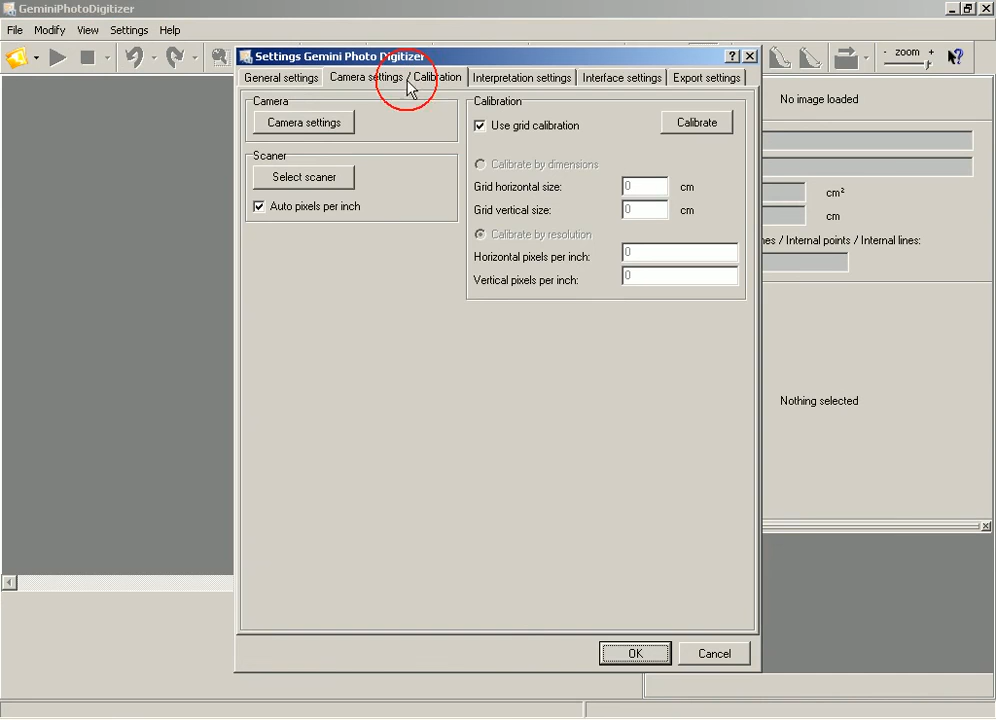 GeminiPhotoDigitizer
File Modify View Settings Help
- zoom +
Settings Gemini Photo Digitizer
General settings
Camera settings / Calibration
Interpretation settings
Interface settings
Export settings
Camera
Camera settings
Scaner
Select scaner
Auto pixels per inch
Calibration
Use grid calibration
Calibrate
Calibrate by dimensions
Grid horizontal size: 0 cm
Grid vertical size: 0 cm
Calibrate by resolution
Horizontal pixels per inch: 0
Vertical pixels per inch: 0
OK
Cancel
No image loaded
cm²
cm
/ Internal points / Internal lines:
Nothing selected